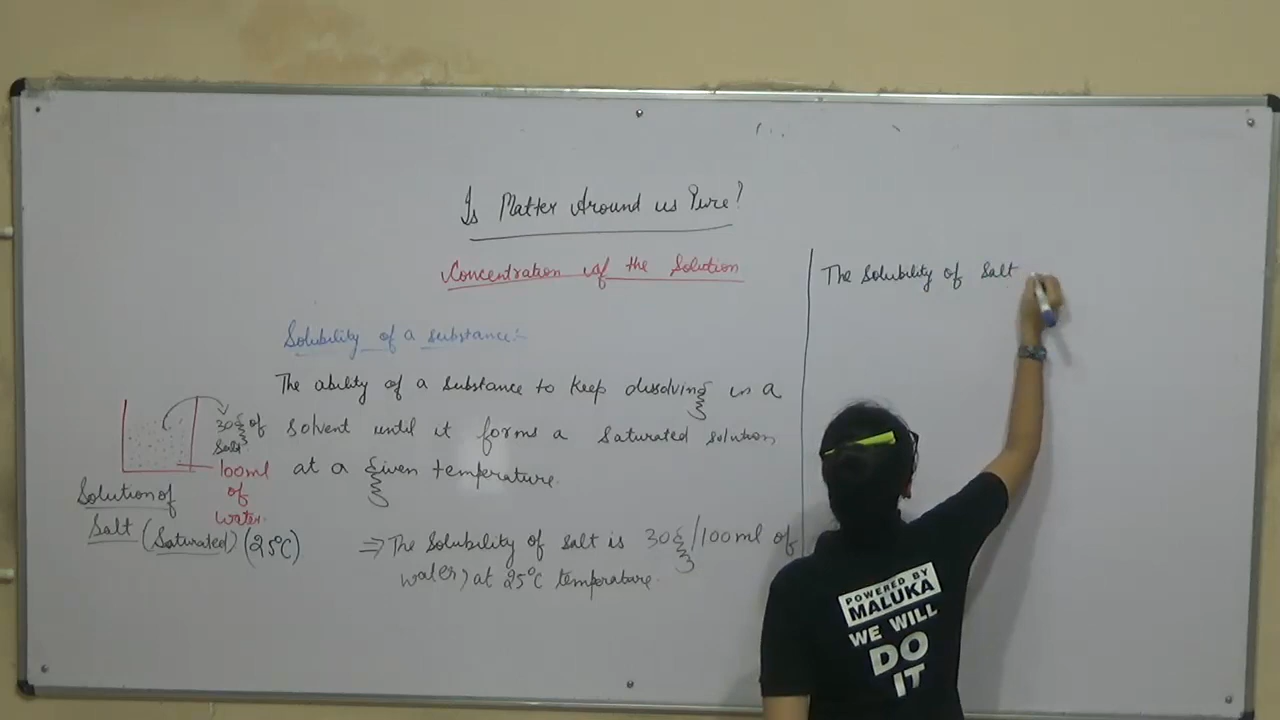 Is Matter Around us Pure?
Concentration of the Solution
Solubility of a substance:-
The ability of a substance to keep dissolving in a
solvent until it forms a saturated solution
at a given temperature.
30g of
Salt
100ml
of
water.
Solution of
Salt (Saturated) (25°C)
⇒ The solubility of salt is 30g/100ml of
water, at 25°C temperature.
The Solubility of Salt
POWERED BY
MALUKA
WE WILL
DO
IT